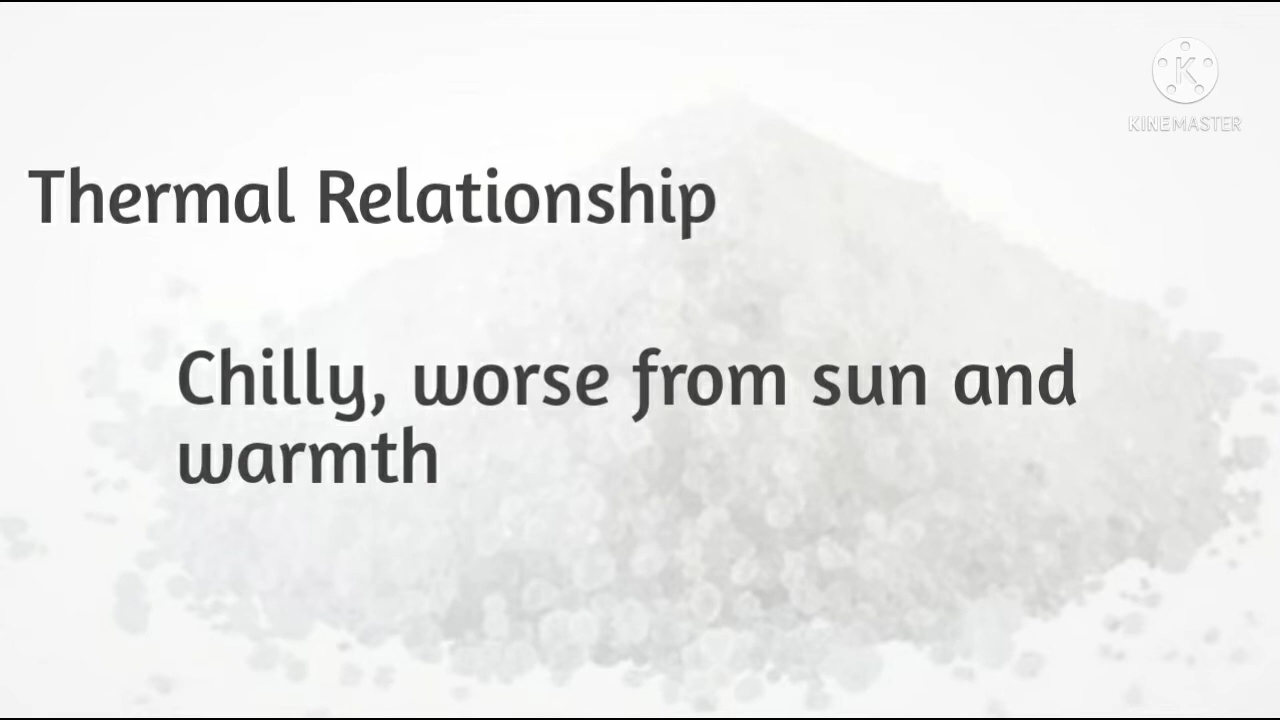 KINEMASTER
Thermal Relationship
Chilly, worse from sun and
warmth